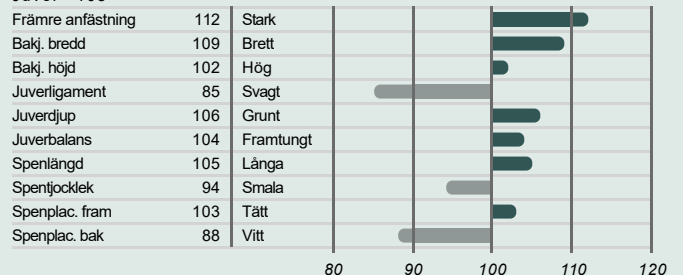 Främre anfästning 112 Stark
Bakj. bredd 109 Brett
Bakj. höjd 102 Hög
Juverligament 85 Svagt
Juverdjup 106 Grunt
Juverbalans 104 Framtungt
Spenlängd 105 Långa
Spentjocklek 94 Smala
Spenplac. fram 103 Tätt
Spenplac. bak 88 Vitt
80 90 100 110 120